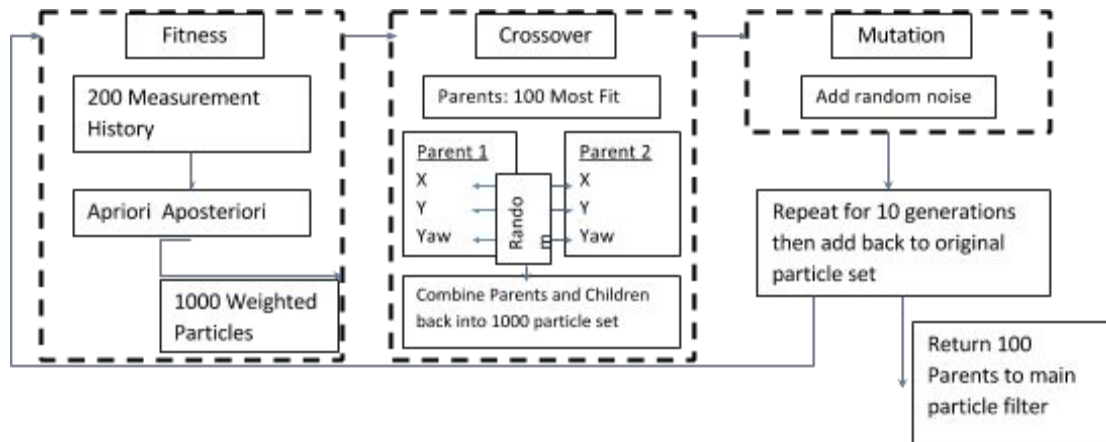 Fitness
200 Measurement
History
Apriori Aposteriori
1000 Weighted
Particles
Crossover
Parents: 100 Most Fit
Parent 1
X
Y
Yaw
Rando
m
Parent 2
X
Y
Yaw
Combine Parents and Children
back into 1000 particle set
Mutation
Add random noise
Repeat for 10 generations
then add back to original
particle set
Return 100
Parents to main
particle filter